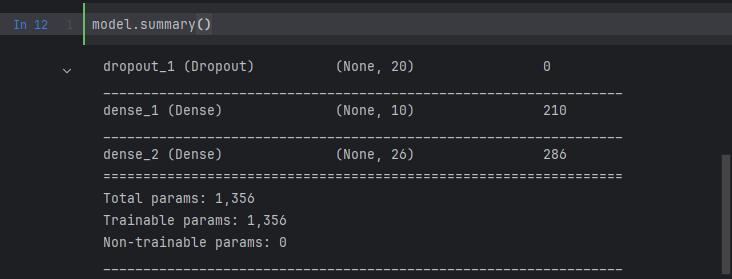 In 12 1 model.summary()
dropout_1 (Dropout) (None, 20) 0
_________________________________________________________________
dense_1 (Dense) (None, 10) 210
_________________________________________________________________
dense_2 (Dense) (None, 26) 286
=================================================================
Total params: 1,356
Trainable params: 1,356
Non-trainable params: 0
_________________________________________________________________